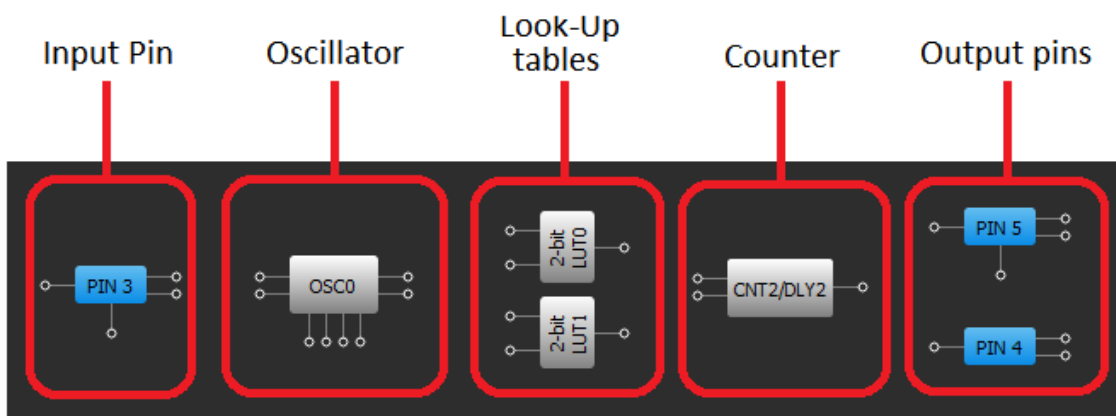 Input Pin
Oscillator
Look-Up
tables
Counter
Output pins
PIN 3
OSC0
2-bit
LUT0
2-bit
LUT1
CNT2/DLY2
PIN 5
PIN 4